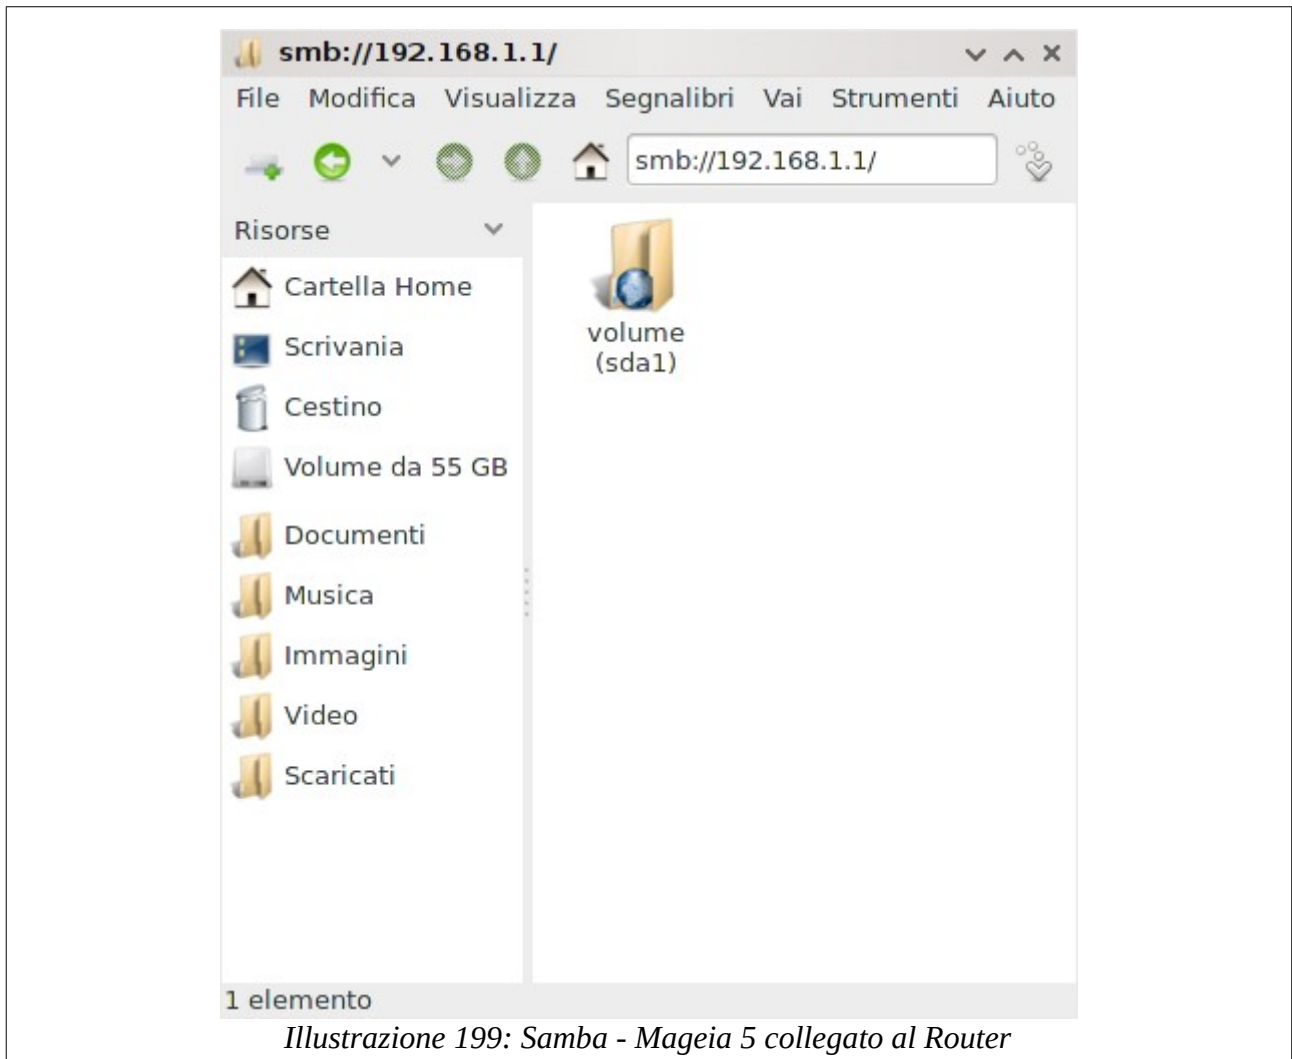 smb://192.168.1.1/
File Modifica Visualizza Segnalibri Vai Strumenti Aiuto
smb://192.168.1.1/
Risorse
Cartella Home
Scrivania
Cestino
Volume da 55 GB
Documenti
Musica
Immagini
Video
Scaricati
volume
(sda1)
1 elemento
Illustrazione 199: Samba - Mageia 5 collegato al Router